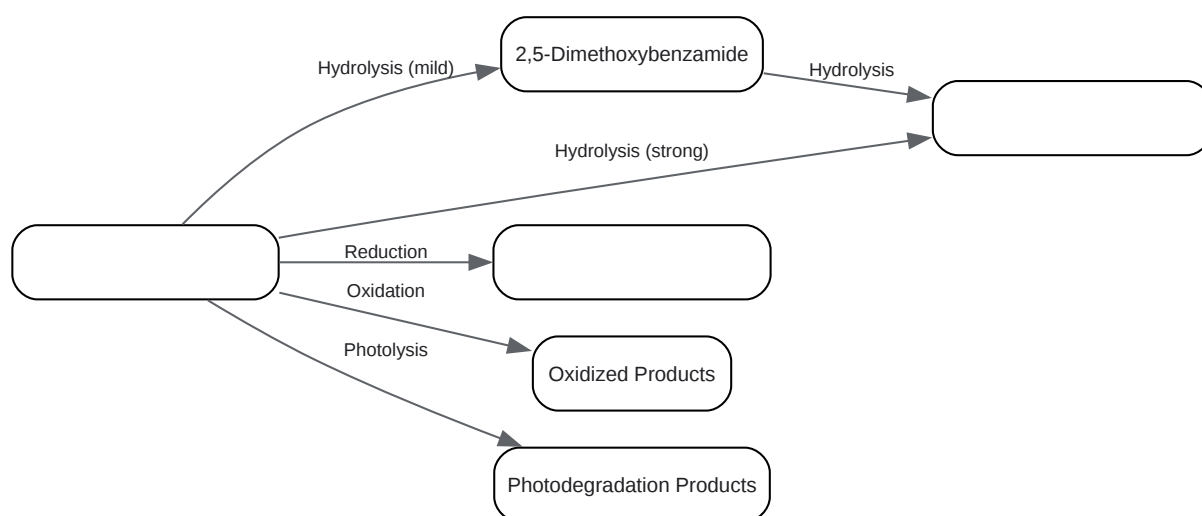 2,5-Dimethoxybenzamide
Hydrolysis (mild)
Hydrolysis
Hydrolysis (strong)
Reduction
Oxidation
Photolysis
Oxidized Products
Photodegradation Products